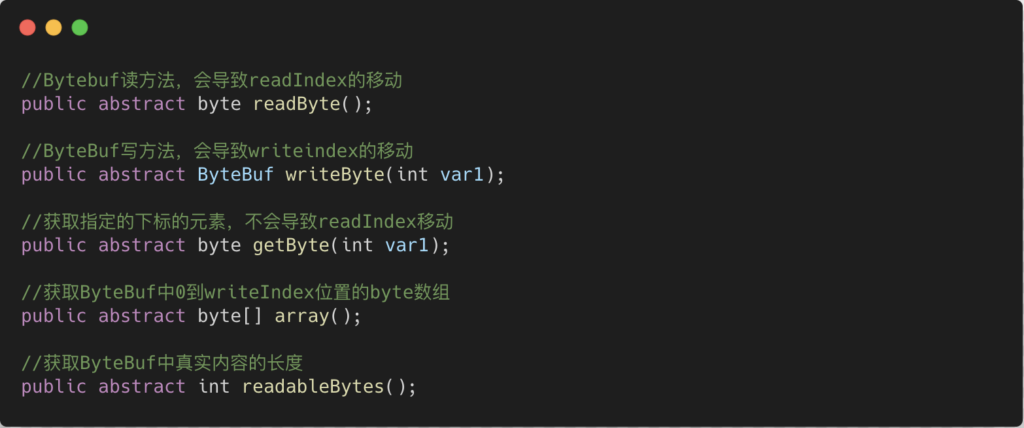 //Bytebuf读方法，会导致readIndex的移动
public abstract byte readByte();
//ByteBuf写方法，会导致writeindex的移动
public abstract ByteBuf writeByte(int var1);
//获取指定的下标的元素，不会导致readIndex移动
public abstract byte getByte(int var1);
//获取ByteBuf中0到writeIndex位置的byte数组
public abstract byte[] array();
//获取ByteBuf中真实内容的长度
public abstract int readableBytes();